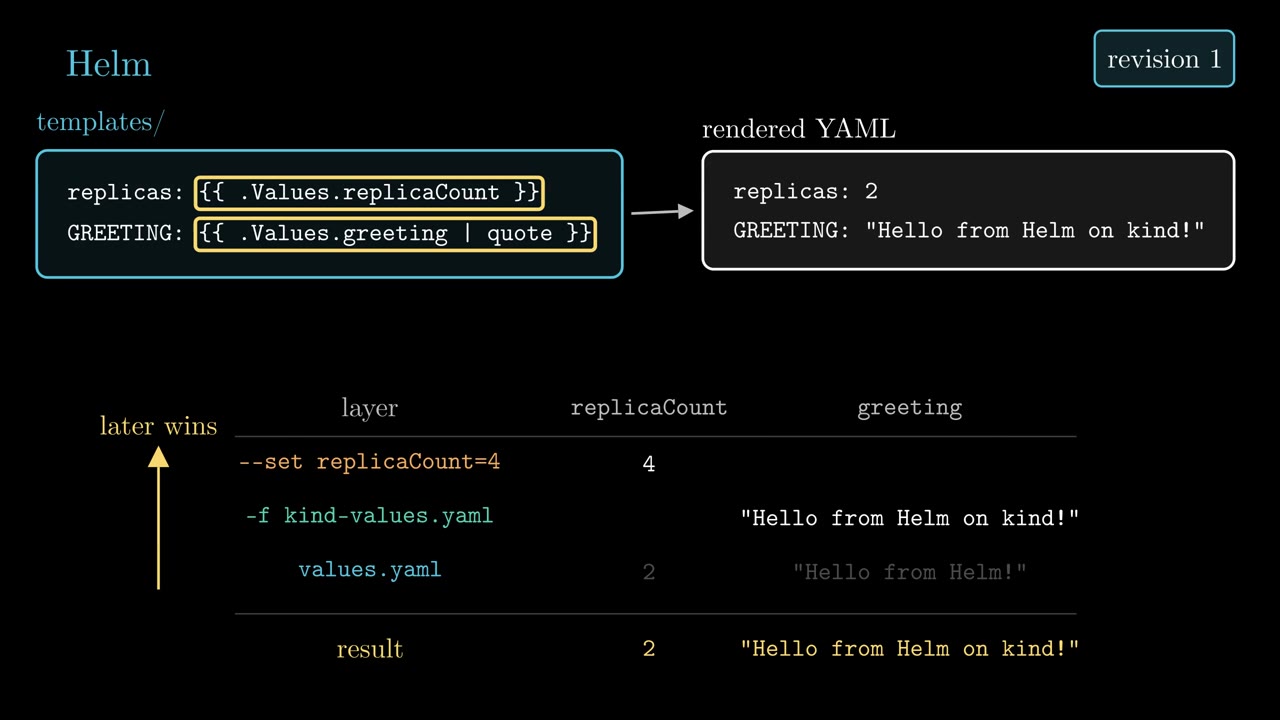 Helm
revision 1
templates/
replicas: {{ .Values.replicaCount }}
GREETING: {{ .Values.greeting | quote }}
rendered YAML
replicas: 2
GREETING: "Hello from Helm on kind!"
later wins
layer replicaCount greeting
--set replicaCount=4 4
-f kind-values.yaml "Hello from Helm on kind!"
values.yaml 2 "Hello from Helm!"
result 2 "Hello from Helm on kind!"